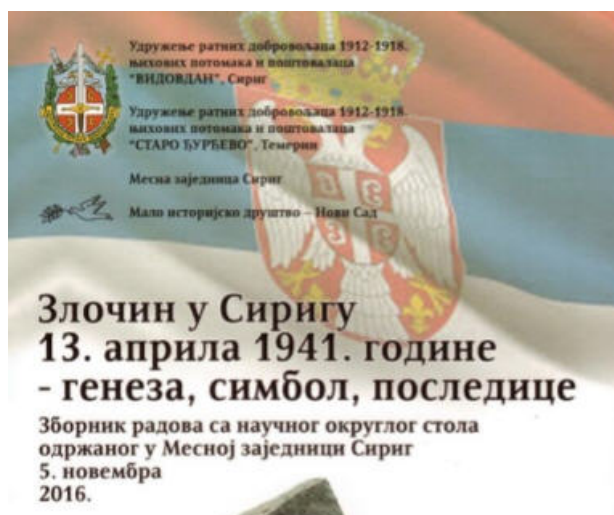 Удружење ратних добровољаца 1912-1918.
њихових потомака и поштовалаца
"ВИДОВДАН", Сириг
Удружење ратних добровољаца 1912-1918.
њихових потомака и поштовалаца
"СТАРО ЂУРЂЕВО", Темерин
Месна заједница Сириг
Мало историјско друштво – Нови Сад
Злочин у Сиригу
13. априла 1941. године
- генеза, симбол, последице
Зборник радова са научног округлог стола
одржаног у Месној заједници Сириг
5. новембра
2016.